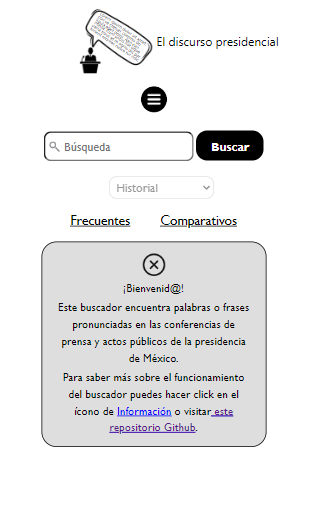 El discurso presidencial
Búsqueda
Buscar
Historial
Frecuentes
Comparativos
¡Bienvenid@!
Este buscador encuentra palabras o frases
pronunciadas en las conferencias de
prensa y actos públicos de la presidencia
de México.
Para saber más sobre el funcionamiento
del buscador puedes hacer click en el
ícono de Información o visitar este
repositorio Github.